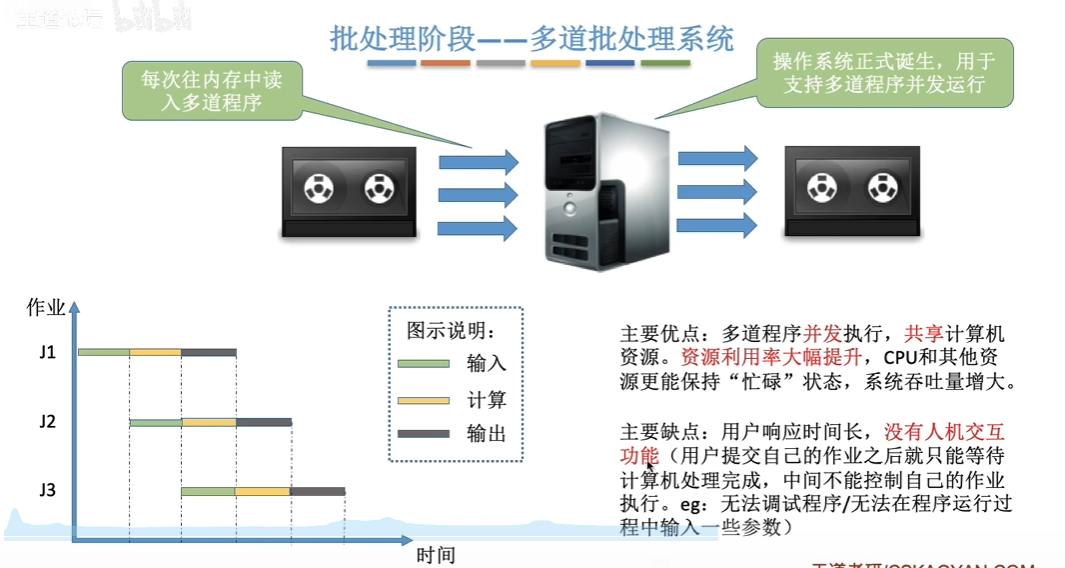 王道论坛 bilibili
批处理阶段——多道批处理系统
每次往内存中读
入多道程序
操作系统正式诞生，用于
支持多道程序并发运行
作业
J1
J2
J3
时间
图示说明：
输入
计算
输出
主要优点：多道程序并发执行，共享计算机
资源。资源利用率大幅提升，CPU和其他资
源更能保持“忙碌”状态，系统吞吐量增大。
主要缺点：用户响应时间长，没有人机交互
功能（用户提交自己的作业之后就只能等待
计算机处理完成，中间不能控制自己的作业
执行。eg：无法调试程序/无法在程序运行过
程中输入一些参数）